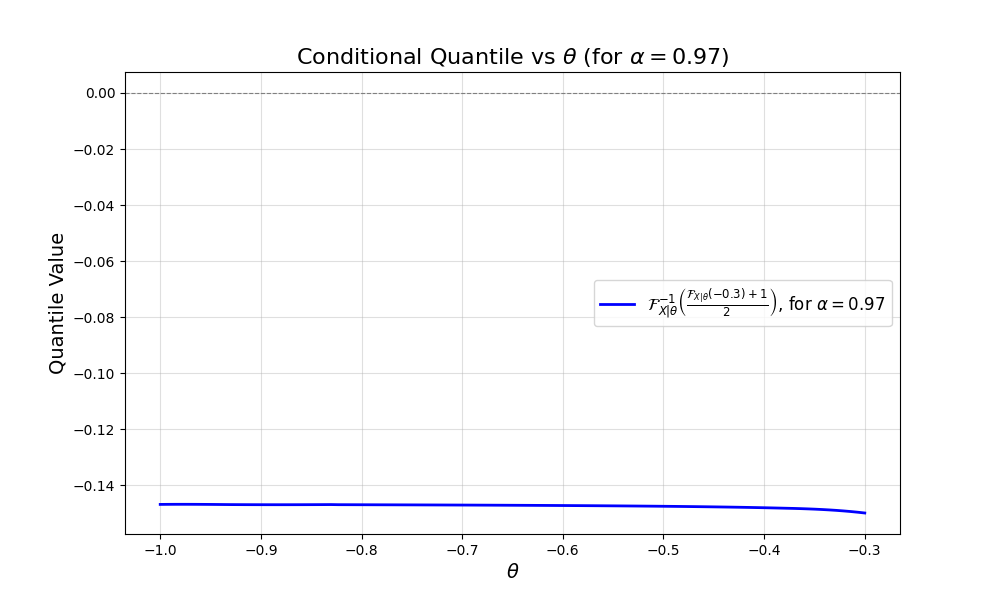 Conditional Quantile vs θ (for α = 0.97)
0.00
−0.02
−0.04
−0.06
−0.08
−0.10
−0.12
−0.14
Quantile Value
𝓕⁻¹_{X|θ}((𝓕_{X|θ}(−0.3)+1)/2), for α = 0.97
−1.0 −0.9 −0.8 −0.7 −0.6 −0.5 −0.4 −0.3
θ